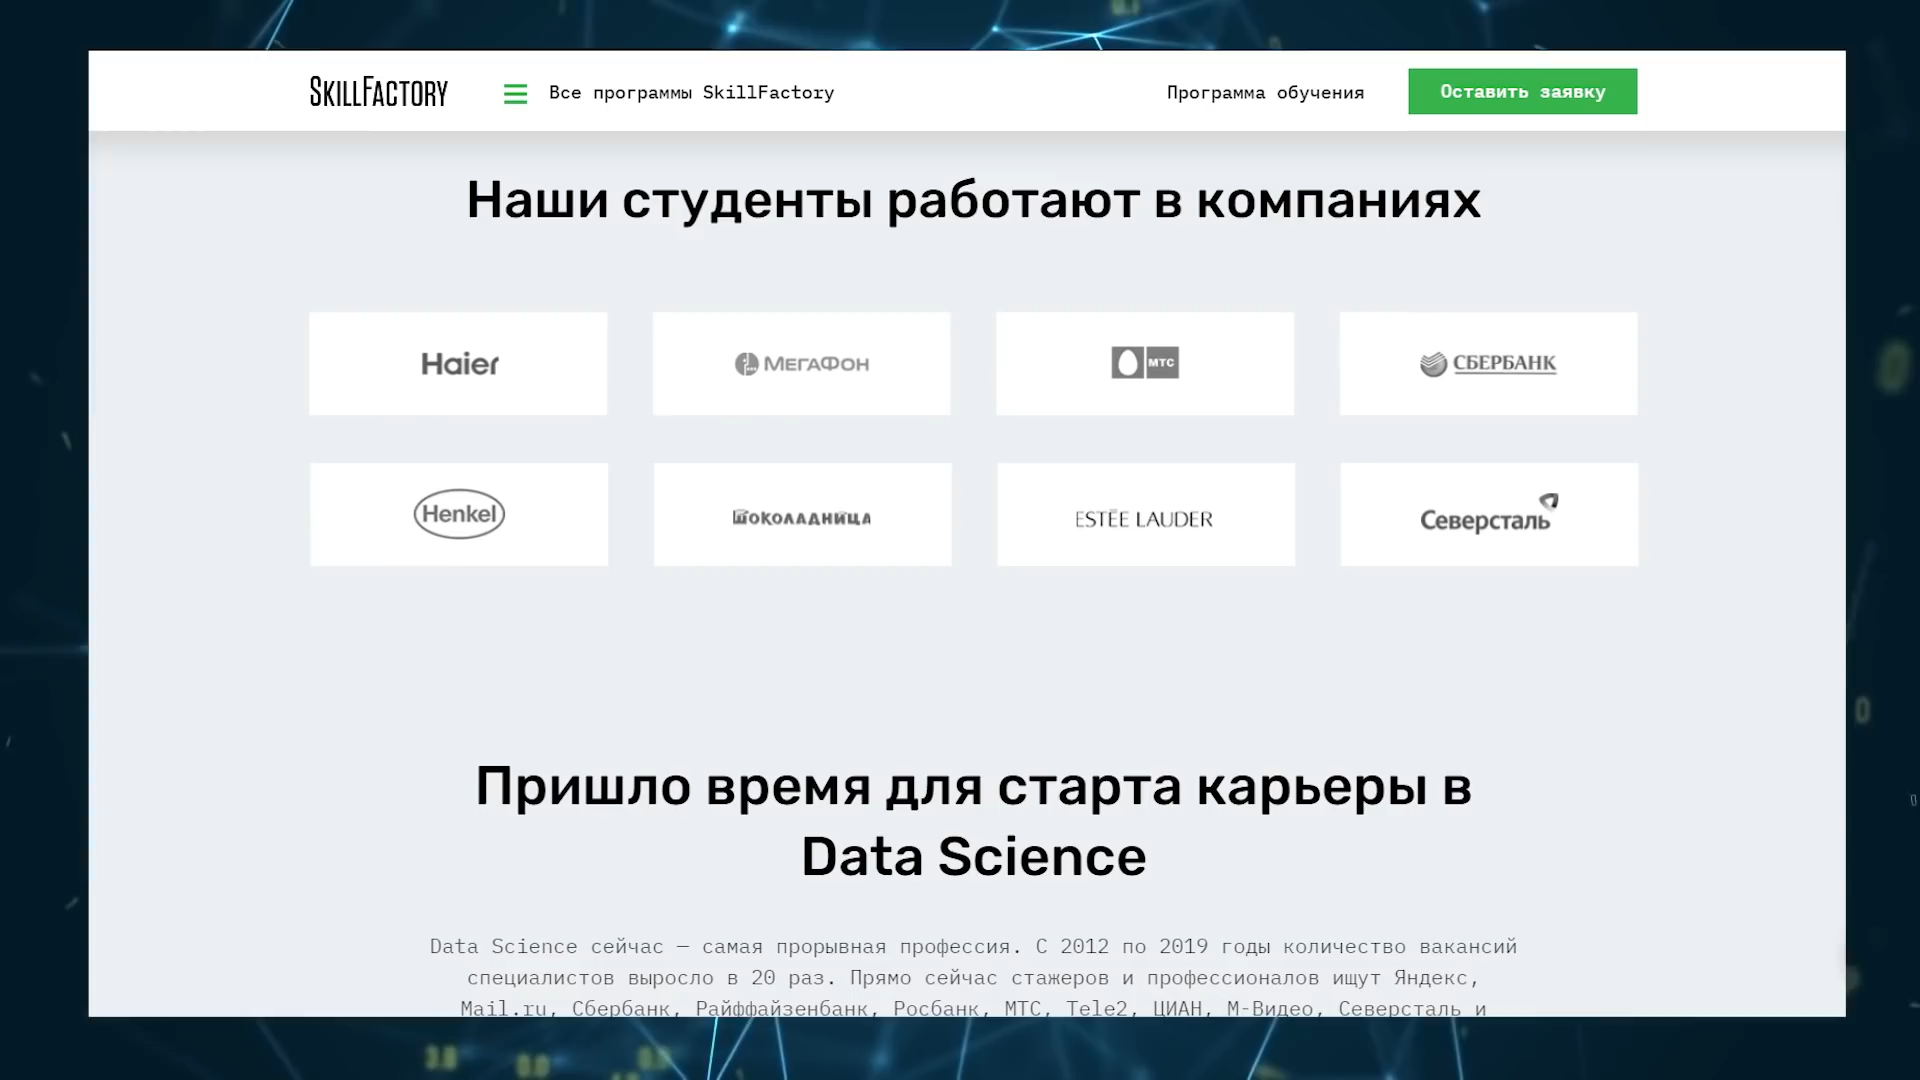 SKILLFACTORY
Все программы SkillFactory
Программа обучения
Оставить заявку
Наши студенты работают в компаниях
Haier
МЕГАФОН
МТС
СБЕРБАНК
Henkel
ШОКОЛАДНИЦА
ESTĒE LAUDER
Северсталь
Пришло время для старта карьеры в
Data Science
Data Science сейчас — самая прорывная профессия. С 2012 по 2019 годы количество вакансий
специалистов выросло в 20 раз. Прямо сейчас стажеров и профессионалов ищут Яндекс,
Mail.ru, Сбербанк, Райффайзенбанк, Росбанк, МТС, Tele2, ЦИАН, М-Видео, Северсталь и